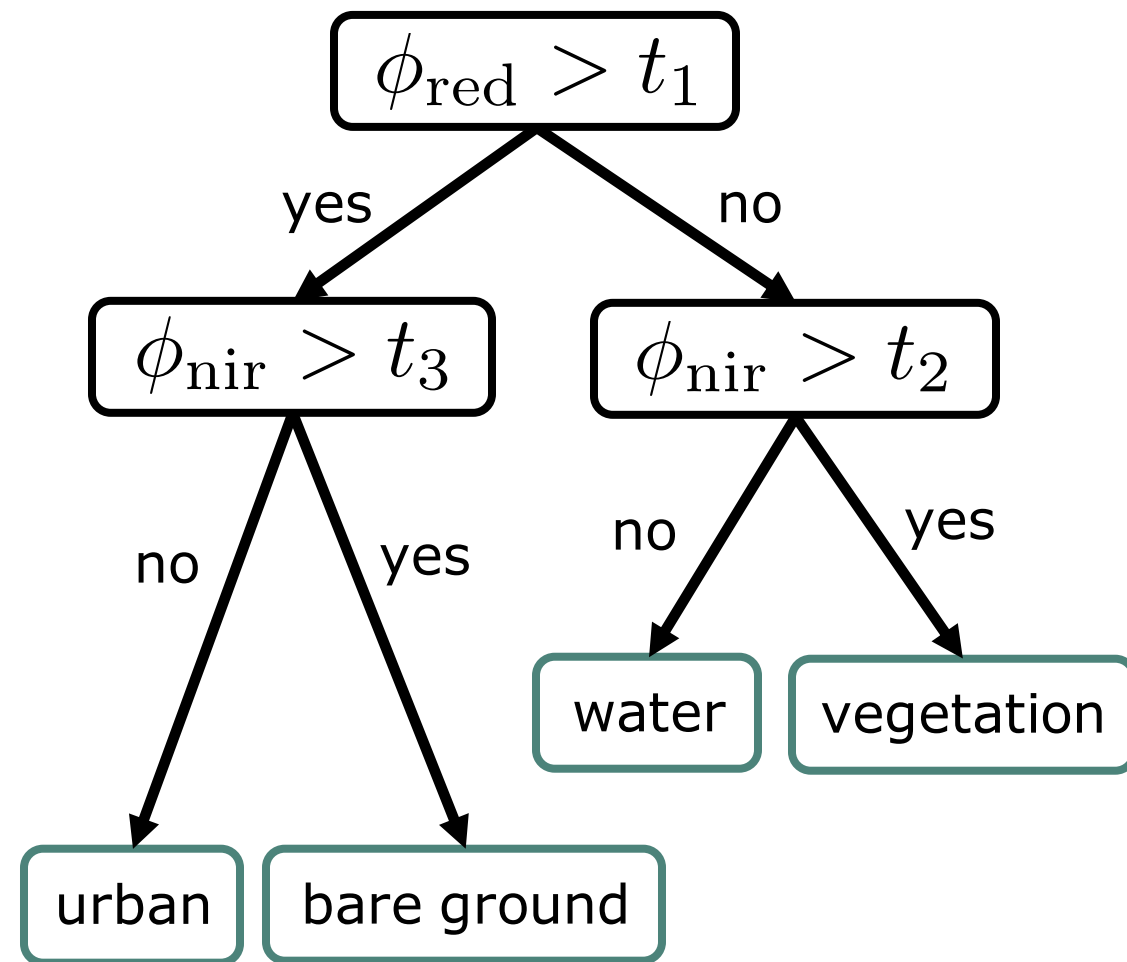 ϕ_red > t_1
yes
no
ϕ_nir > t_3
ϕ_nir > t_2
no
yes
no
yes
water
vegetation
urban
bare ground